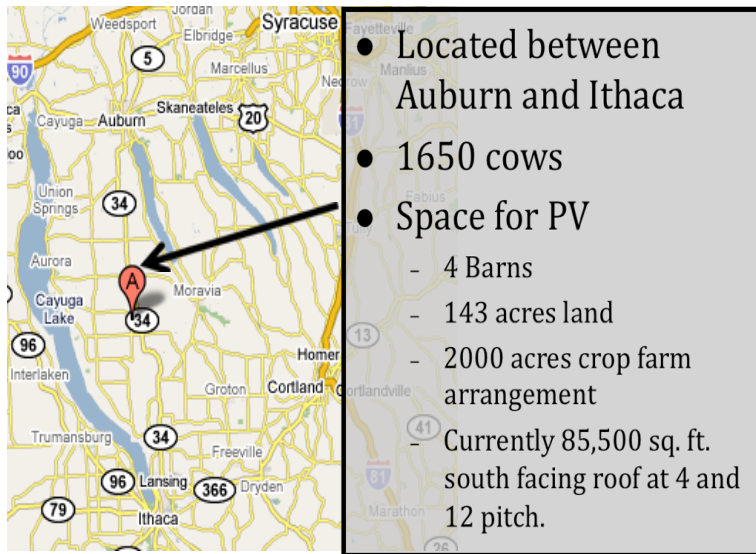 Jordan
Weedsport
Syracuse
Elbridge
5
90
Marcellus
Skaneateles
Cayuga
Auburn
20
Union
Springs
34
Aurora
A
Moravia
Cayuga
Lake
34
96
Homer
Interlaken
Groton
Cortland
Trumansburg
34
Freeville
96
Lansing
366
Dryden
79
Ithaca
• Located between
Auburn and Ithaca
• 1650 cows
• Space for PV
- 4 Barns
- 143 acres land
- 2000 acres crop farm
arrangement
- Currently 85,500 sq. ft.
south facing roof at 4 and
12 pitch.
Fayetteville
Manlius
Fabius
Tully
13
Cortlandville
41
81
Marathon
26